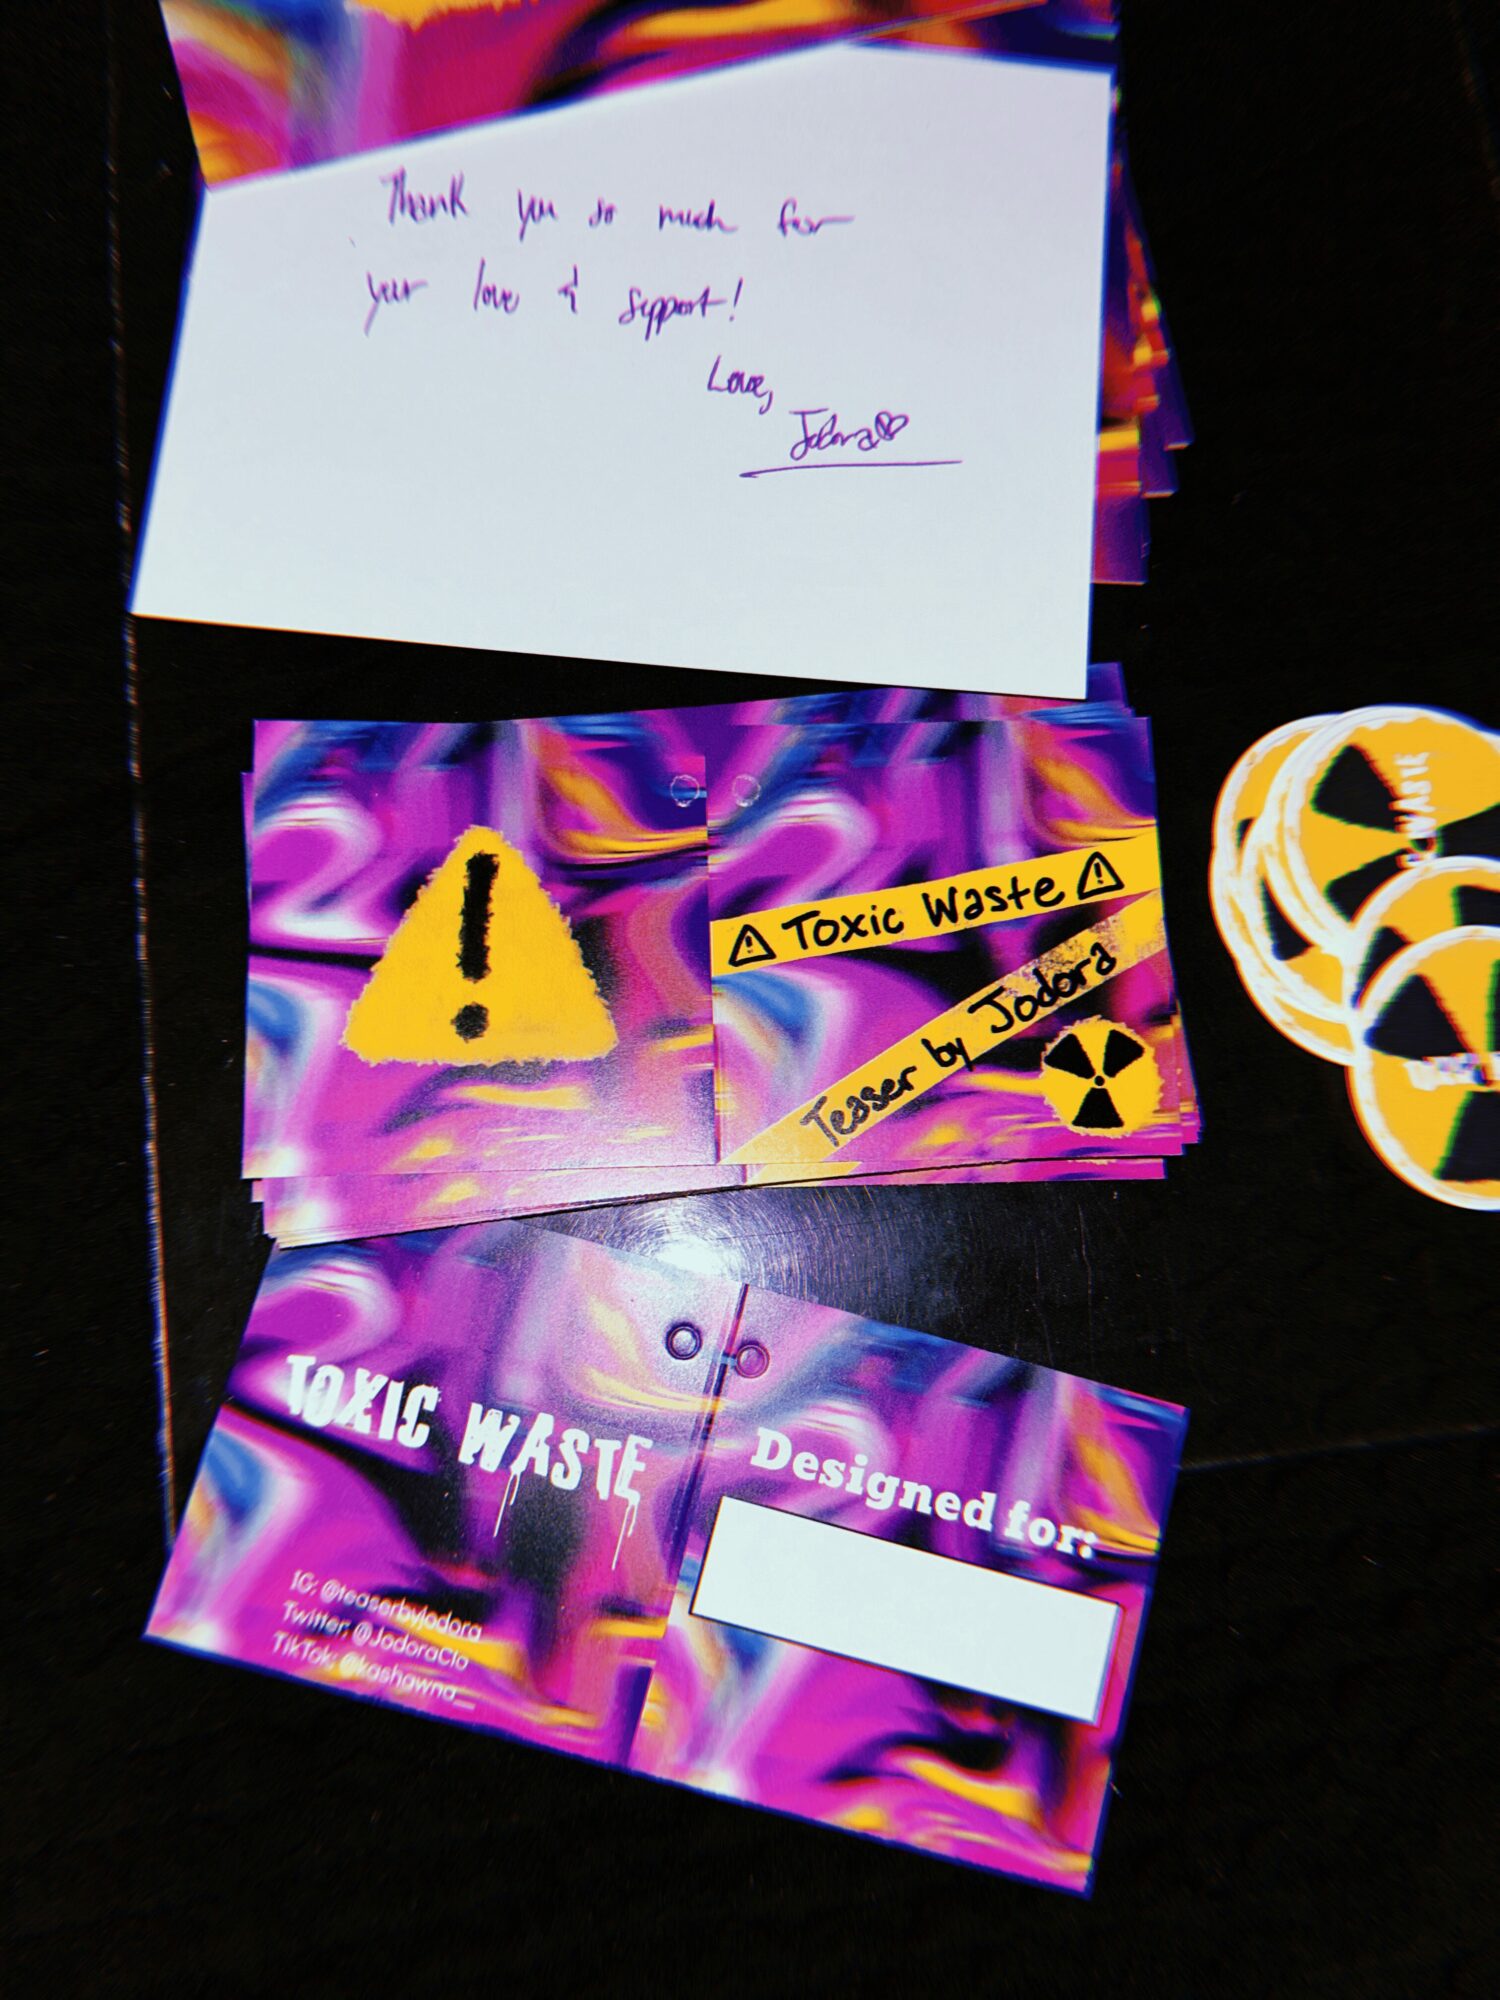 Thank you so much for
your love & support!
Love,
Jodora
Toxic Waste
Teaser by Jodora
WASTE
TOXIC WASTE
IG: @teaserbyjodora
Twitter: @JodoraClo
TikTok: @kashawna__
Designed for: